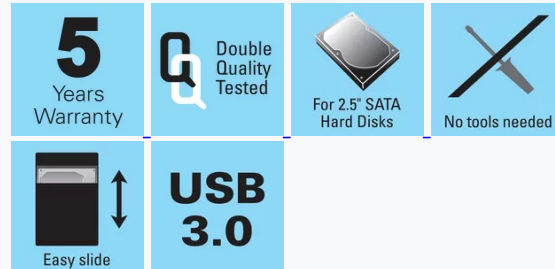 5
Years
Warranty
QQ
Double
Quality
Tested
For 2.5" SATA
Hard Disks
No tools needed
Easy slide
USB
3.0